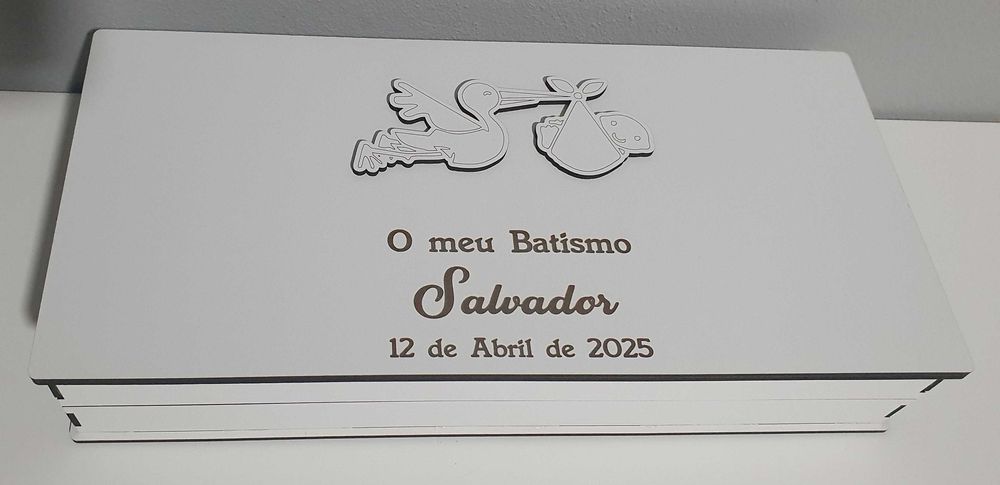 O meu Batismo
Salvador
12 de Abril de 2025